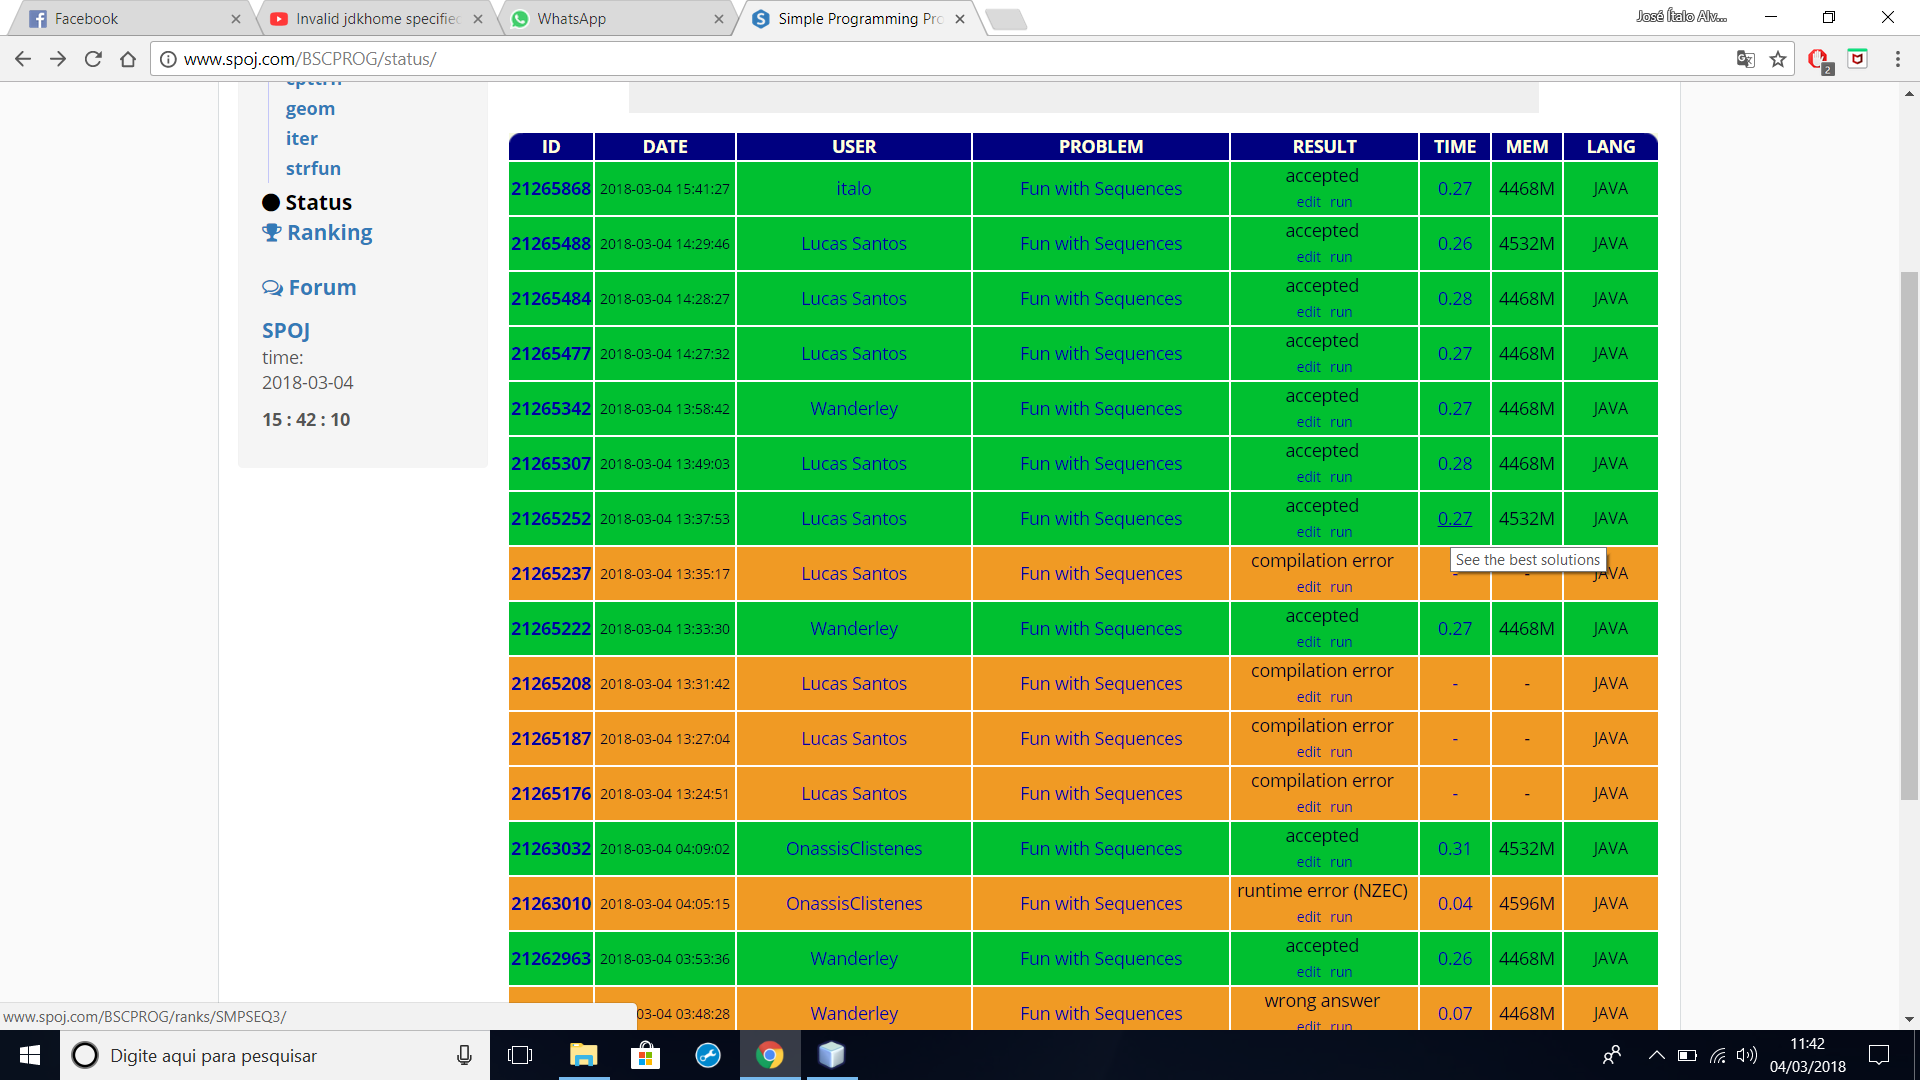 Facebook
Invalid jdkhome specified
WhatsApp
Simple Programming Pro
José Ítalo Alv...
www.spoj.com/BSCPROG/status/
2
geom
iter
strfun
Status
Ranking
Forum
SPOJ
time:
2018-03-04
15 : 42 : 10
ID DATE USER PROBLEM RESULT TIME MEM LANG
21265868 2018-03-04 15:41:27 italo Fun with Sequences accepted edit run 0.27 4468M JAVA
21265488 2018-03-04 14:29:46 Lucas Santos Fun with Sequences accepted edit run 0.26 4532M JAVA
21265484 2018-03-04 14:28:27 Lucas Santos Fun with Sequences accepted edit run 0.28 4468M JAVA
21265477 2018-03-04 14:27:32 Lucas Santos Fun with Sequences accepted edit run 0.27 4468M JAVA
21265342 2018-03-04 13:58:42 Wanderley Fun with Sequences accepted edit run 0.27 4468M JAVA
21265307 2018-03-04 13:49:03 Lucas Santos Fun with Sequences accepted edit run 0.28 4468M JAVA
21265252 2018-03-04 13:37:53 Lucas Santos Fun with Sequences accepted edit run 0.27 4532M JAVA
See the best solutions
21265237 2018-03-04 13:35:17 Lucas Santos Fun with Sequences compilation error edit run - - JAVA
21265222 2018-03-04 13:33:30 Wanderley Fun with Sequences accepted edit run 0.27 4468M JAVA
21265208 2018-03-04 13:31:42 Lucas Santos Fun with Sequences compilation error edit run - - JAVA
21265187 2018-03-04 13:27:04 Lucas Santos Fun with Sequences compilation error edit run - - JAVA
21265176 2018-03-04 13:24:51 Lucas Santos Fun with Sequences compilation error edit run - - JAVA
21263032 2018-03-04 04:09:02 OnassisClistenes Fun with Sequences accepted edit run 0.31 4532M JAVA
21263010 2018-03-04 04:05:15 OnassisClistenes Fun with Sequences runtime error (NZEC) edit run 0.04 4596M JAVA
21262963 2018-03-04 03:53:36 Wanderley Fun with Sequences accepted edit run 0.26 4468M JAVA
03-04 03:48:28 Wanderley Fun with Sequences wrong answer edit run 0.07 4468M JAVA
www.spoj.com/BSCPROG/ranks/SMPSEQ3/
Digite aqui para pesquisar
11:42
04/03/2018